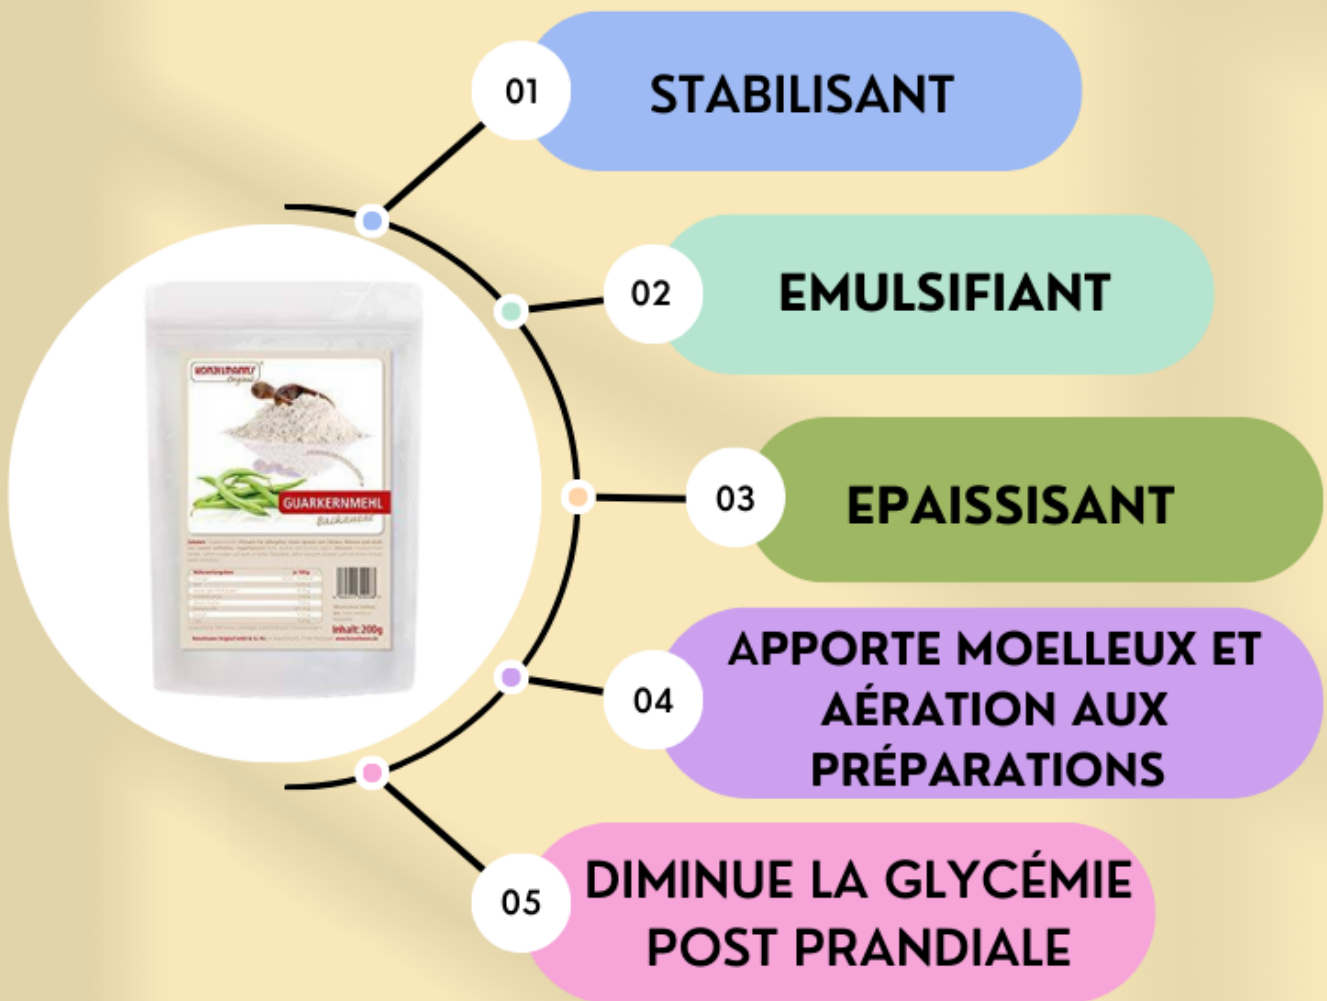 01
STABILISANT
02
EMULSIFIANT
03
EPAISSISANT
04
APPORTE MOELLEUX ET
AÉRATION AUX
PRÉPARATIONS
05
DIMINUE LA GLYCÉMIE
POST PRANDIALE
Original
GUARKERNMEHL
Inhalt: 200g